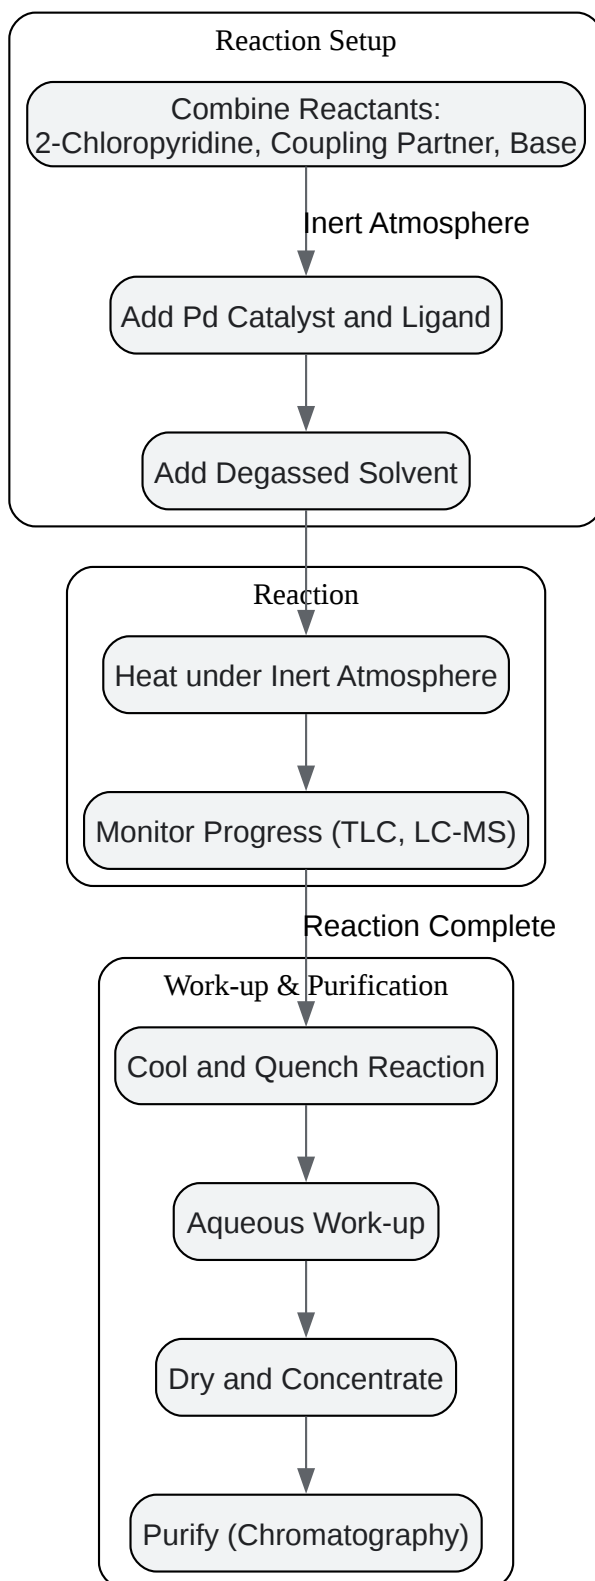 Reaction Setup
Combine Reactants:
2-Chloropyridine, Coupling Partner, Base
Inert Atmosphere
Add Pd Catalyst and Ligand
Add Degassed Solvent
Reaction
Heat under Inert Atmosphere
Monitor Progress (TLC, LC-MS)
Reaction Complete
Work-up & Purification
Cool and Quench Reaction
Aqueous Work-up
Dry and Concentrate
Purify (Chromatography)